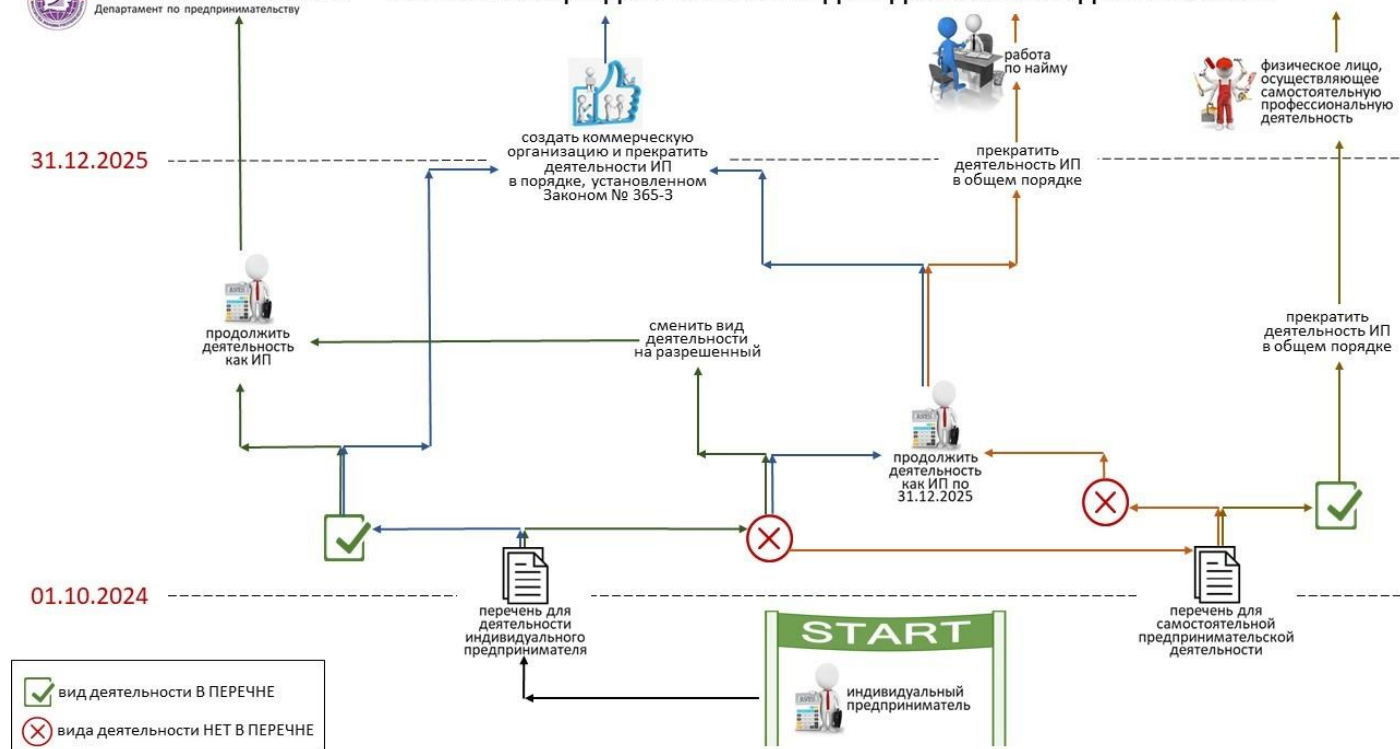 Департамент по предпринимательству
работа
по найму
физическое лицо,
осуществляющее
самостоятельную
профессиональную
деятельность
31.12.2025
создать коммерческую
организацию и прекратить
деятельности ИП
в порядке, установленном
Законом № 365-З
прекратить
деятельность ИП
в общем порядке
продолжить
деятельность
как ИП
сменить вид
деятельности
на разрешенный
прекратить
деятельность ИП
в общем порядке
продолжить
деятельность
как ИП по
31.12.2025
01.10.2024
перечень для
деятельности
индивидуального
предпринимателя
START
индивидуальный
предприниматель
перечень для
самостоятельной
предпринимательской
деятельности
вид деятельности В ПЕРЕЧНЕ
вида деятельности НЕТ В ПЕРЕЧНЕ